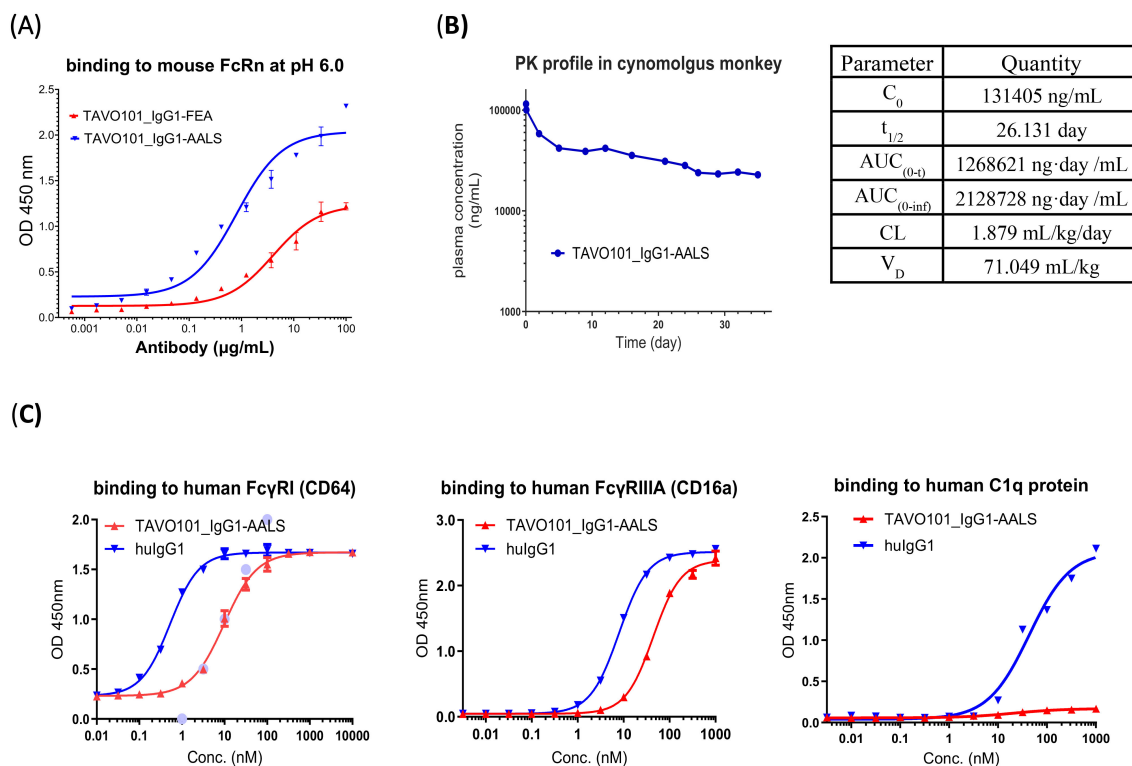 (A)
binding to mouse FcRn at pH 6.0
2.5
2.0
1.5
1.0
0.5
0.0
OD 450 nm
TAVO101_IgG1-FEA
TAVO101_IgG1-AALS
0.001
0.01
0.1
1
10
100
Antibody (µg/mL)
(B)
PK profile in cynomolgus monkey
100000
10000
1000
plasma concentration
(ng/mL)
TAVO101_IgG1-AALS
0
10
20
30
Time (day)
Parameter Quantity
C0 131405 ng/mL
t1/2 26.131 day
AUC(0-t) 1268621 ng·day /mL
AUC(0-inf) 2128728 ng·day /mL
CL 1.879 mL/kg/day
VD 71.049 mL/kg
(C)
binding to human FcγRI (CD64)
2.0
1.5
1.0
0.5
0.0
OD 450nm
TAVO101_IgG1-AALS
huIgG1
0.01
0.1
1
10
100
1000
10000
Conc. (nM)
binding to human FcγRIIIA (CD16a)
3.0
2.0
1.0
0.0
OD 450nm
TAVO101_IgG1-AALS
huIgG1
0.01
0.1
1
10
100
1000
Conc. (nM)
binding to human C1q protein
2.5
2.0
1.5
1.0
0.5
0.0
OD 450nm
TAVO101_IgG1-AALS
huIgG1
0.01
0.1
1
10
100
1000
Conc. (nM)